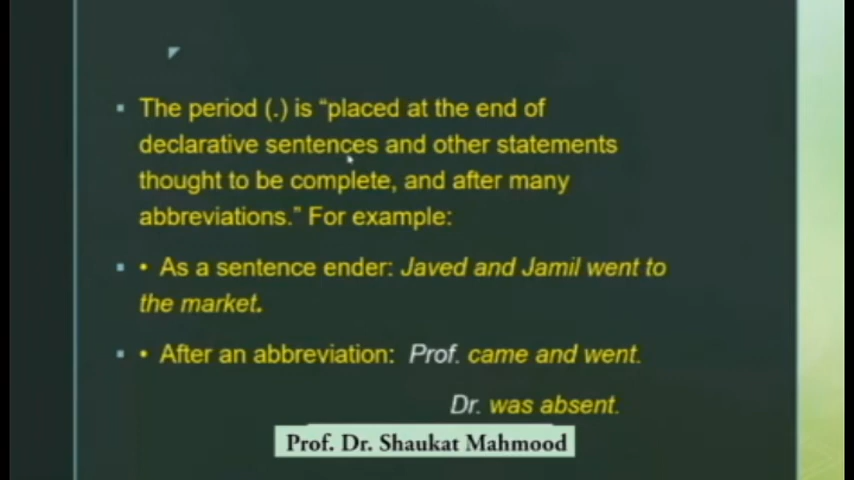 The period (.) is “placed at the end of
declarative sentences and other statements
thought to be complete, and after many
abbreviations.” For example:
• As a sentence ender: Javed and Jamil went to
the market.
• After an abbreviation: Prof. came and went.
Dr. was absent.
Prof. Dr. Shaukat Mahmood